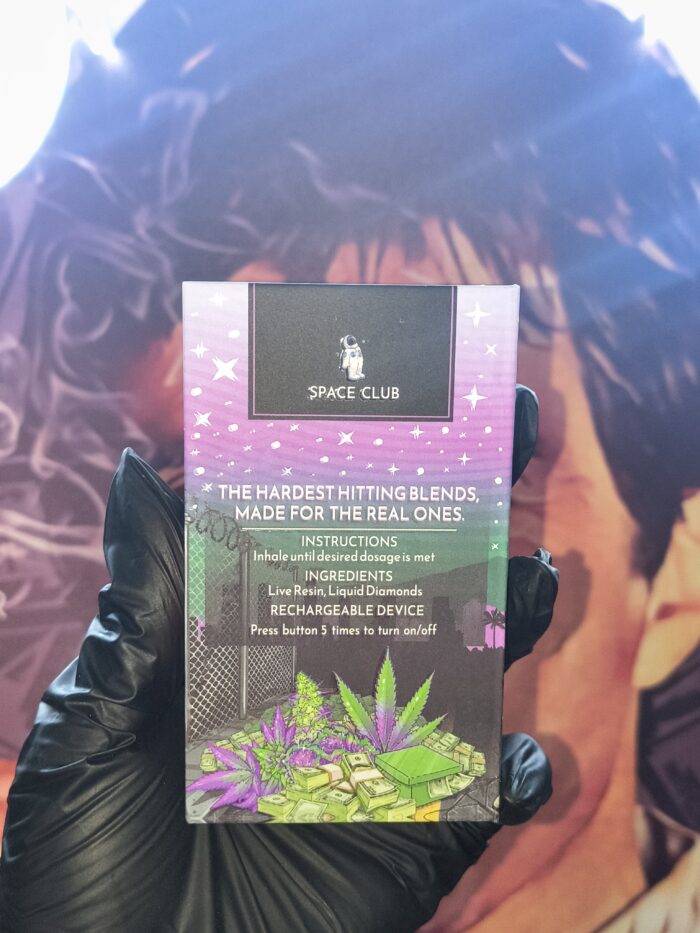 SPACE CLUB
THE HARDEST HITTING BLENDS,
MADE FOR THE REAL ONES.
INSTRUCTIONS
Inhale until desired dosage is met
INGREDIENTS
Live Resin, Liquid Diamonds
RECHARGEABLE DEVICE
Press button 5 times to turn on/off